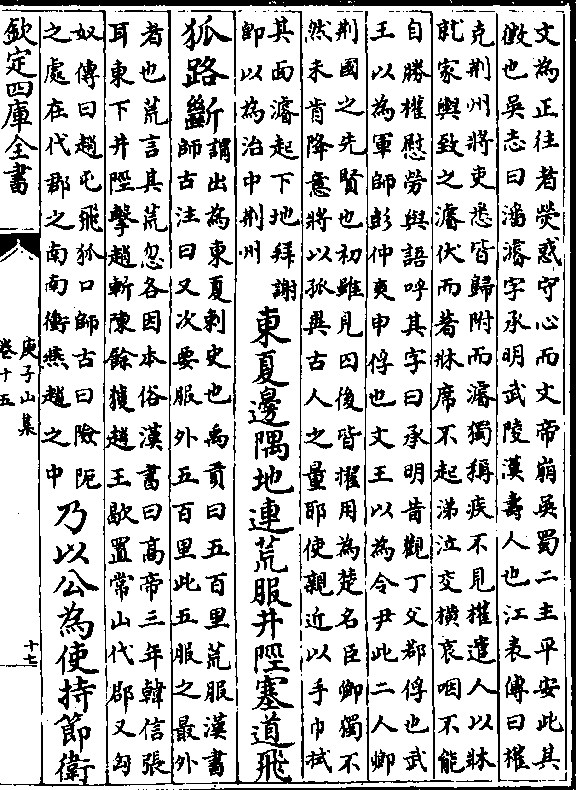 文為正往者熒惑守心而文帝崩吳蜀二主平安此其
徴也吳志曰潘濬字承明武陵漢壽人也江表傳曰權
克荆州將吏悉皆歸附而濬獨稱疾不見權遣人以牀
就家輿致之濬伏而著牀席不起涕泣交横哀咽不能
自勝權慰勞與語呼其字曰承明昔觀丁父鄀俘也武
王以為軍師彭仲爽申俘也文王以為令尹此二人卿
荆國之先賢也初雖見囚後皆擢用為楚名臣卿獨不
然未肯降意將以孤異古人之量耶使親近以手巾拭
其面濬起下地拜謝
即以為治中荆州
東夏邊隅地連荒服井陘塞道飛
狐路斷
謂出為東夏刺史也禹貢曰五百里荒服漢書
師古注曰又次要服外五百里此五服之最外
者也荒言其荒忽各因本俗漢書曰高帝三年韓信張
耳東下井陘擊趙斬陳餘獲趙王歇置常山代郡又匈
奴傳曰趙屯飛狐口師古曰險阨
之處在代郡之南南衝燕趙之中
乃以公為使持節衛
欽定四庫全書
庾子山集
卷十五
十七